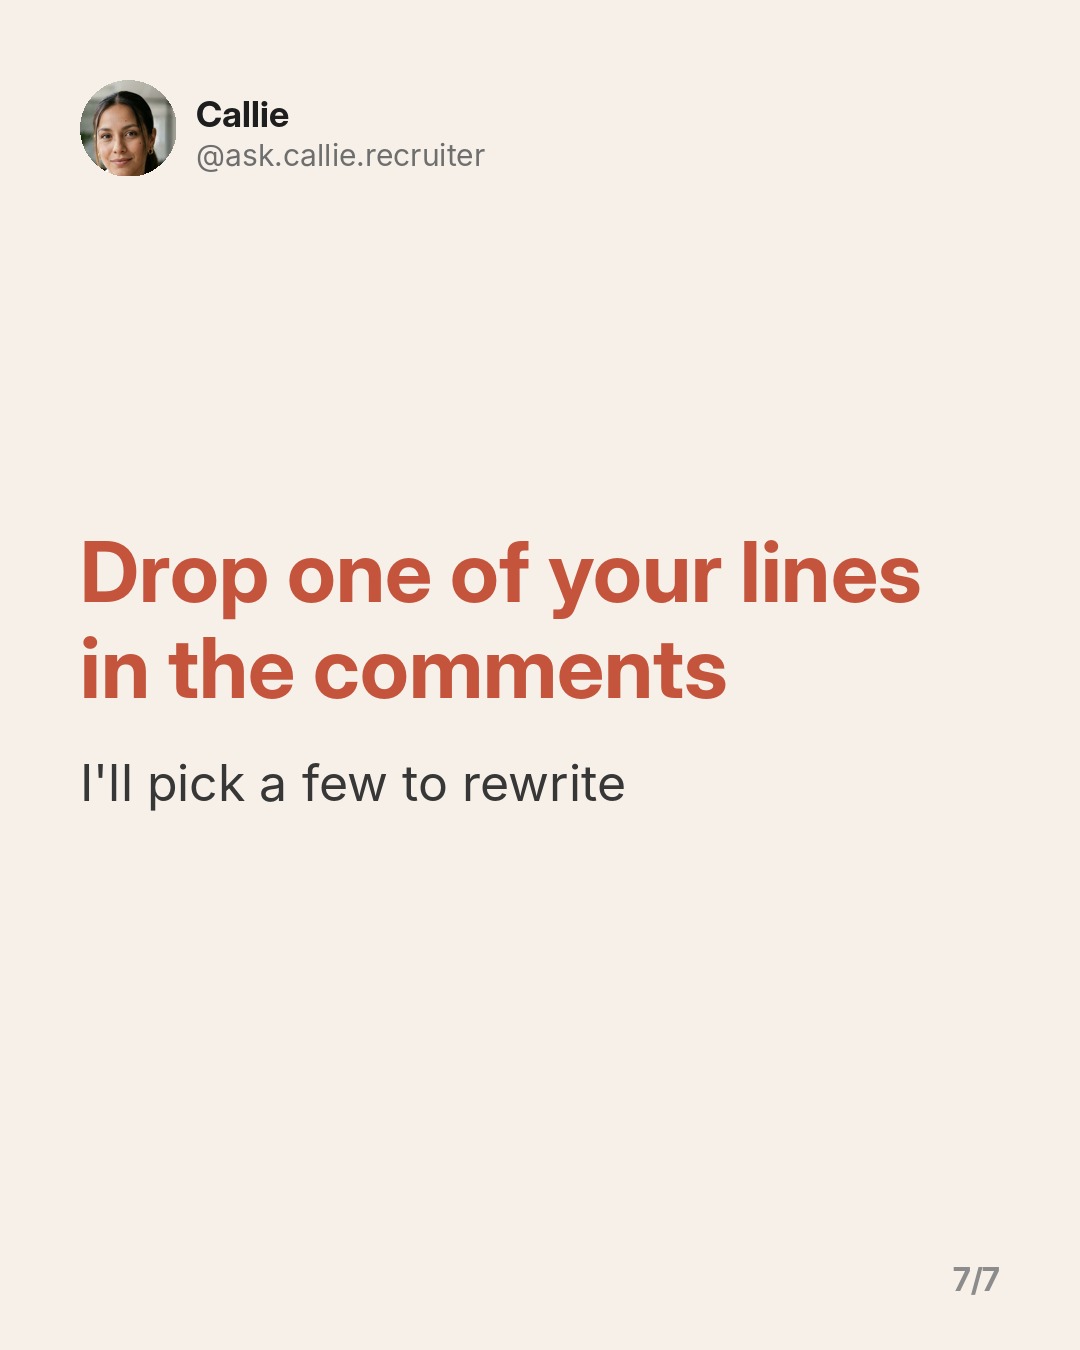 Callie
@ask.callie.recruiter
Drop one of your lines
in the comments
I'll pick a few to rewrite
7/7